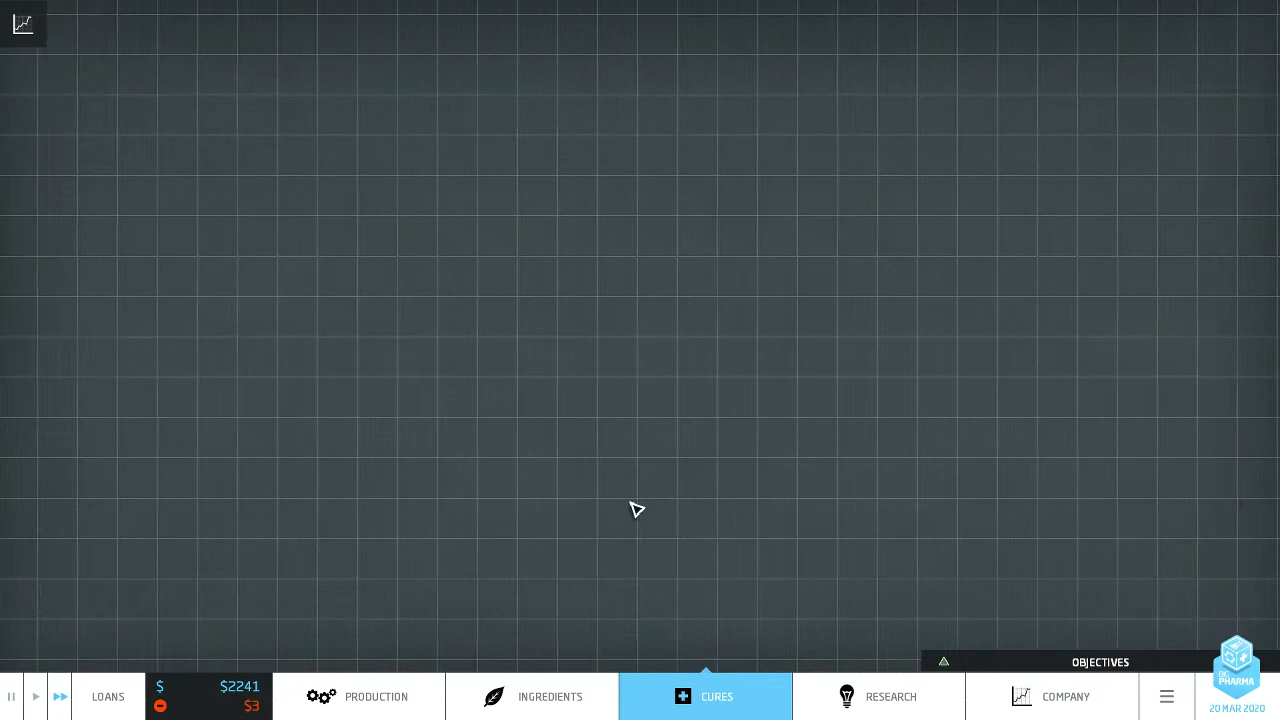 OBJECTIVES
LOANS
$ $2241
$3
PRODUCTION
INGREDIENTS
CURES
RESEARCH
COMPANY
BIG
PHARMA
20 MAR 2020